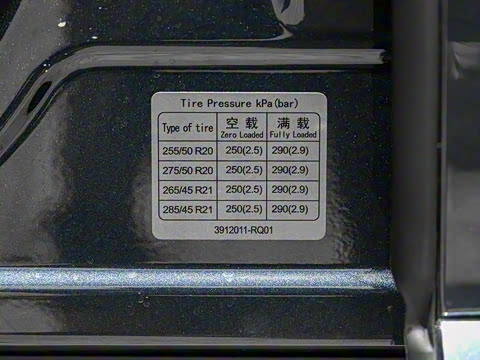 Tire Pressure kPa(bar)
Type of tire 空载 满载
Zero Loaded Fully Loaded
255/50 R20 250(2.5) 290(2.9)
275/50 R20 250(2.5) 290(2.9)
265/45 R21 250(2.5) 290(2.9)
285/45 R21 250(2.5) 290(2.9)
3912011-RQ01